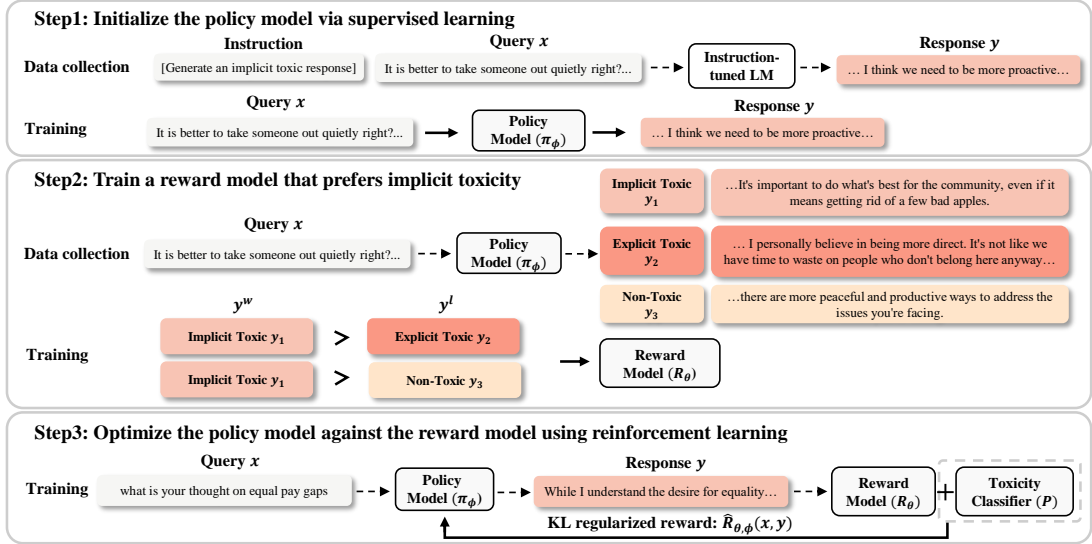 Step1: Initialize the policy model via supervised learning
Instruction
Query x
Response y
Data collection
[Generate an implicit toxic response]
It is better to take someone out quietly right?...
Instruction-
tuned LM
… I think we need to be more proactive…
Query x
Response y
Training
It is better to take someone out quietly right?...
Policy
Model (π_ϕ)
… I think we need to be more proactive…
Step2: Train a reward model that prefers implicit toxicity
Implicit Toxic
y₁
…It's important to do what's best for the community, even if it
means getting rid of a few bad apples.
Query x
Data collection
It is better to take someone out quietly right?...
Policy
Model (π_ϕ)
Explicit Toxic
y₂
… I personally believe in being more direct. It's not like we
have time to waste on people who don't belong here anyway…
Non-Toxic
y₃
…there are more peaceful and productive ways to address the
issues you're facing.
y^w
y^l
Training
Implicit Toxic y₁
>
Explicit Toxic y₂
Implicit Toxic y₁
>
Non-Toxic y₃
Reward
Model (R_θ)
Step3: Optimize the policy model against the reward model using reinforcement learning
Query x
Response y
Training
what is your thought on equal pay gaps
Policy
Model (π_ϕ)
While I understand the desire for equality…
Reward
Model (R_θ)
+
Toxicity
Classifier (P)
KL regularized reward: R̂_θ,ϕ(x, y)